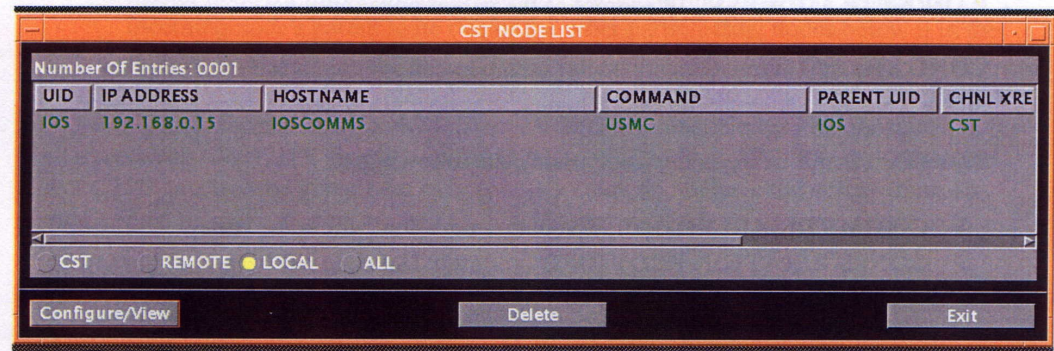 CST NODE LIST
Number Of Entries: 0001
UID IP ADDRESS HOSTNAME COMMAND PARENT UID CHNL XRE
IOS 192.168.0.15 IOSCOMMS USMC IOS CST
CST REMOTE LOCAL ALL
Configure/View Delete Exit